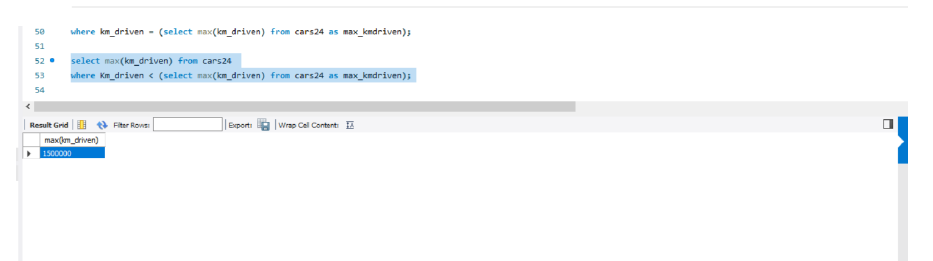 50 where km_driven = (select max(km_driven) from cars24 as max_kmdriven);
51
52 select max(km_driven) from cars24
53 where Km_driven < (select max(km_driven) from cars24 as max_kmdriven);
54
Result Grid Filter Rows: Export: Wrap Cell Content:
max(km_driven)
1500000